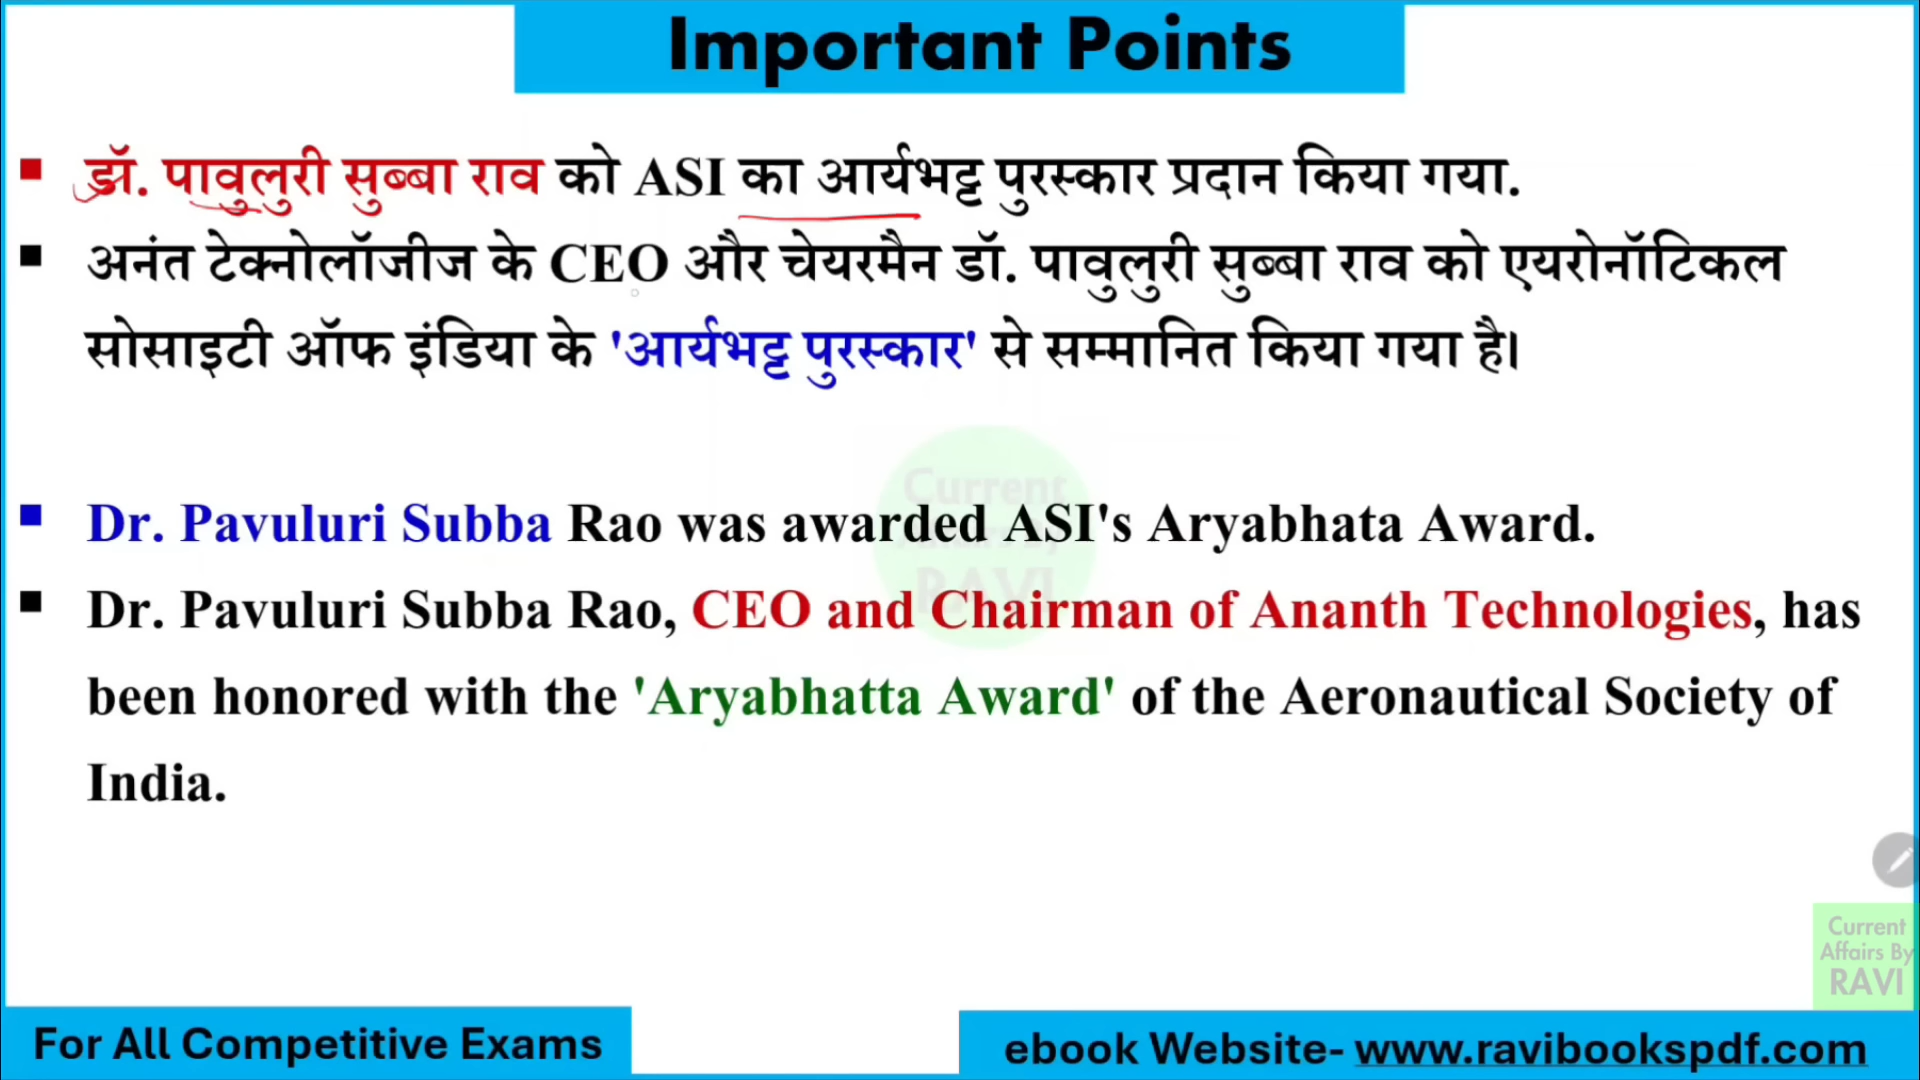 Important Points
डॉ. पावुलुरी सुब्बा राव को ASI का आर्यभट्ट पुरस्कार प्रदान किया गया.
अनंत टेक्नोलॉजीज के CEO और चेयरमैन डॉ. पावुलुरी सुब्बा राव को एयरोनॉटिकल
सोसाइटी ऑफ इंडिया के 'आर्यभट्ट पुरस्कार' से सम्मानित किया गया है।
Dr. Pavuluri Subba Rao was awarded ASI's Aryabhata Award.
Dr. Pavuluri Subba Rao, CEO and Chairman of Ananth Technologies, has
been honored with the 'Aryabhatta Award' of the Aeronautical Society of
India.
Current
Affairs By
RAVI
For All Competitive Exams
ebook Website- www.ravibookspdf.com